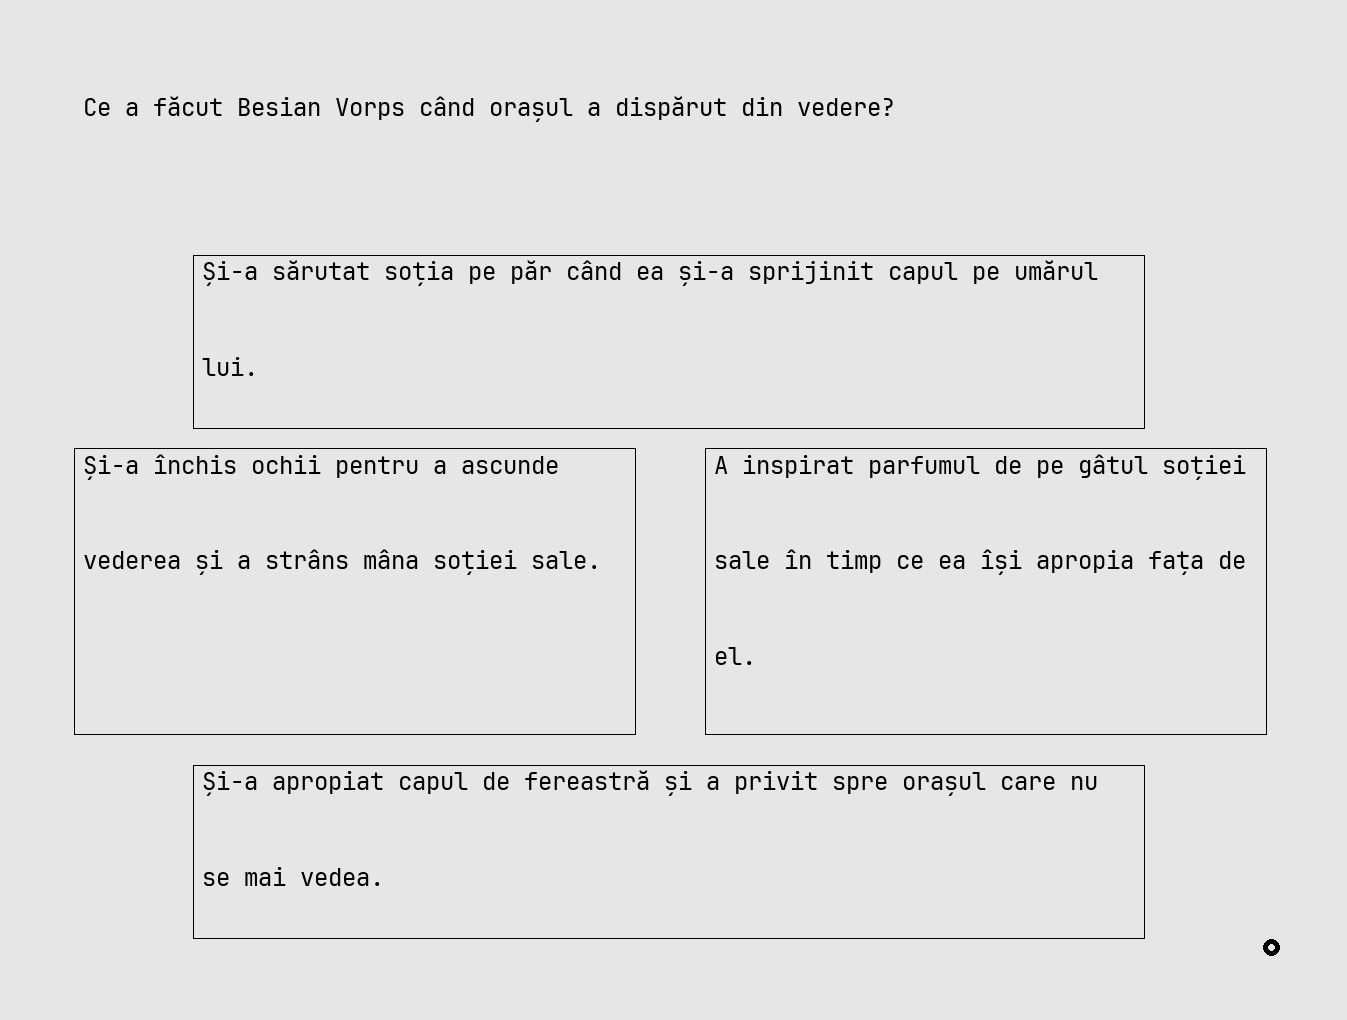 Ce a făcut Besian Vorps când orașul a dispărut din vedere?
Și-a sărutat soția pe păr când ea și-a sprijinit capul pe umărul
lui.
Și-a închis ochii pentru a ascunde
vederea și a strâns mâna soției sale.
A inspirat parfumul de pe gâtul soției
sale în timp ce ea își apropia fața de
el.
Și-a apropiat capul de fereastră și a privit spre orașul care nu
se mai vedea.